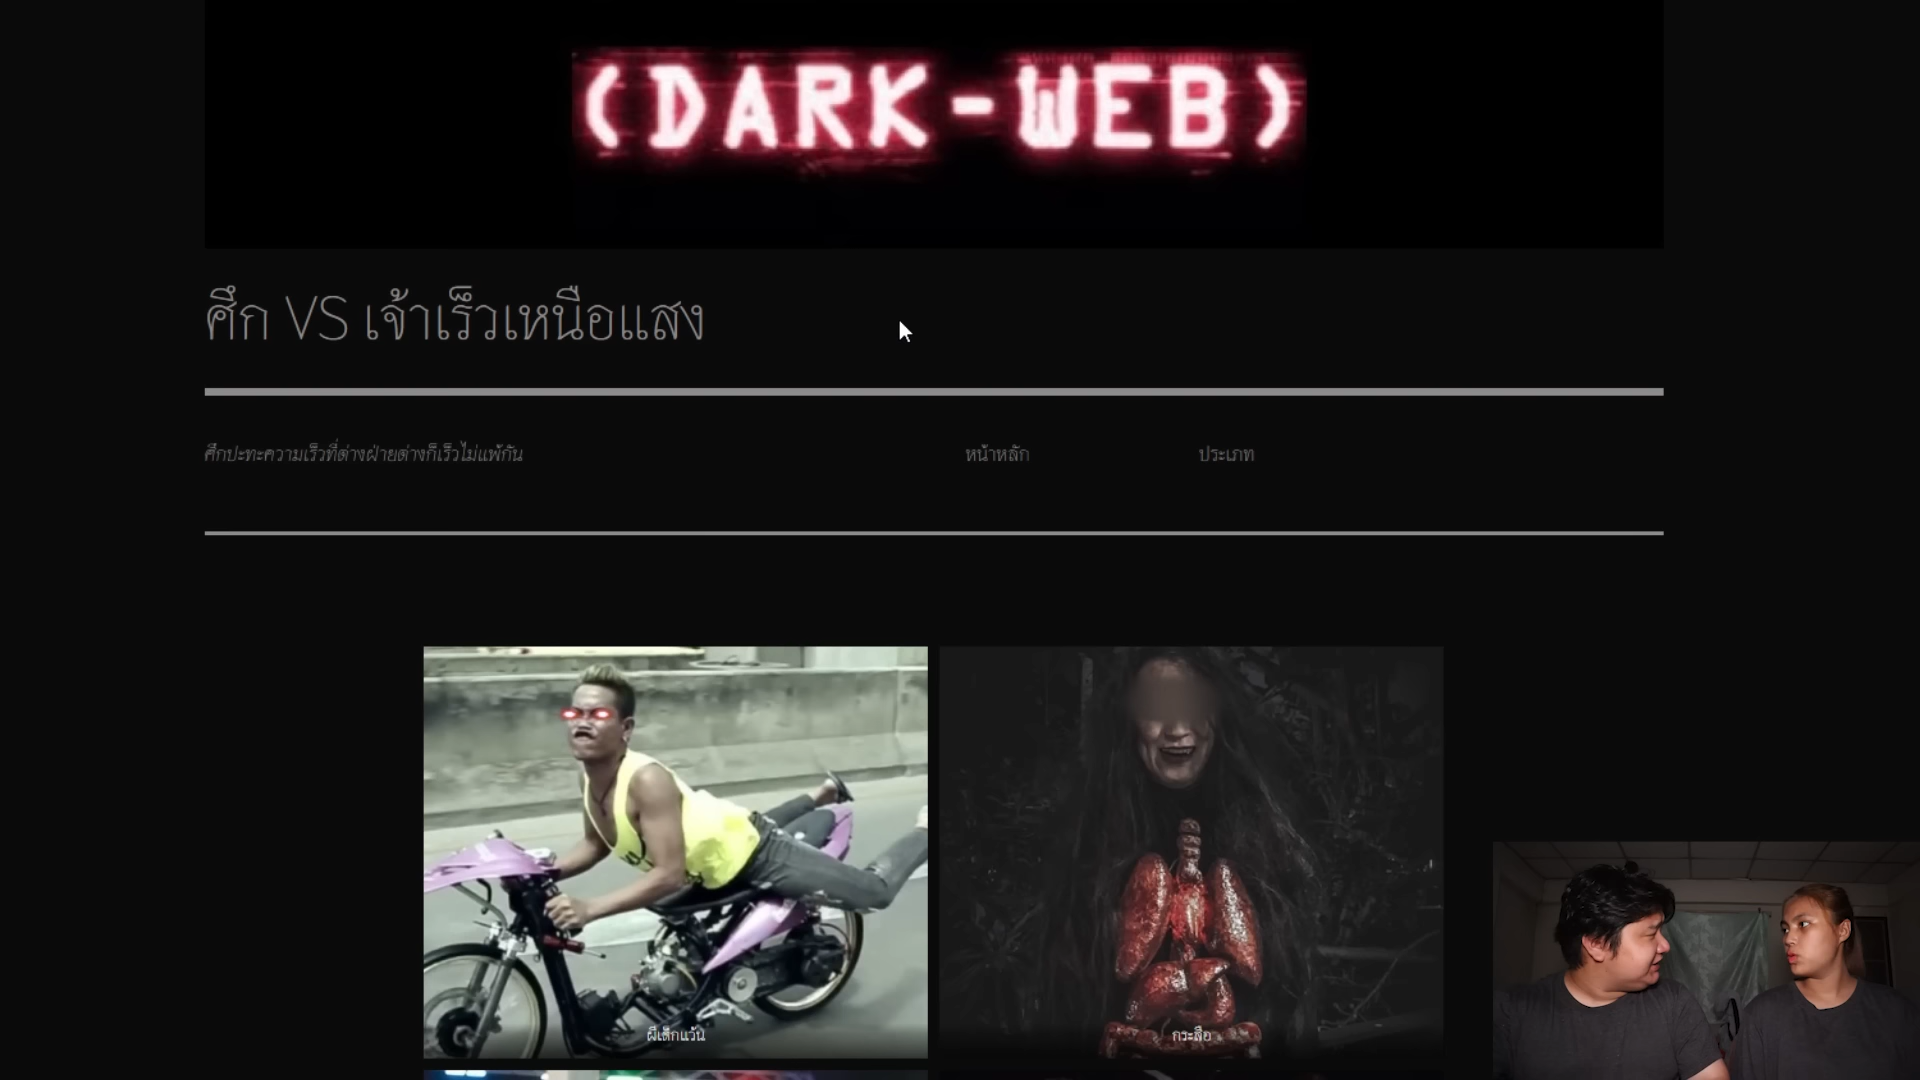 (DARK-WEB)
ศึก VS เจ้าเร็วเหนือแสง
ศึกปะทะความเร็วที่ต่างฝ่ายต่างก็เร็วไม่แพ้กัน
หน้าหลัก
ประเภท
ผีเด็กแว้น
กระสือ